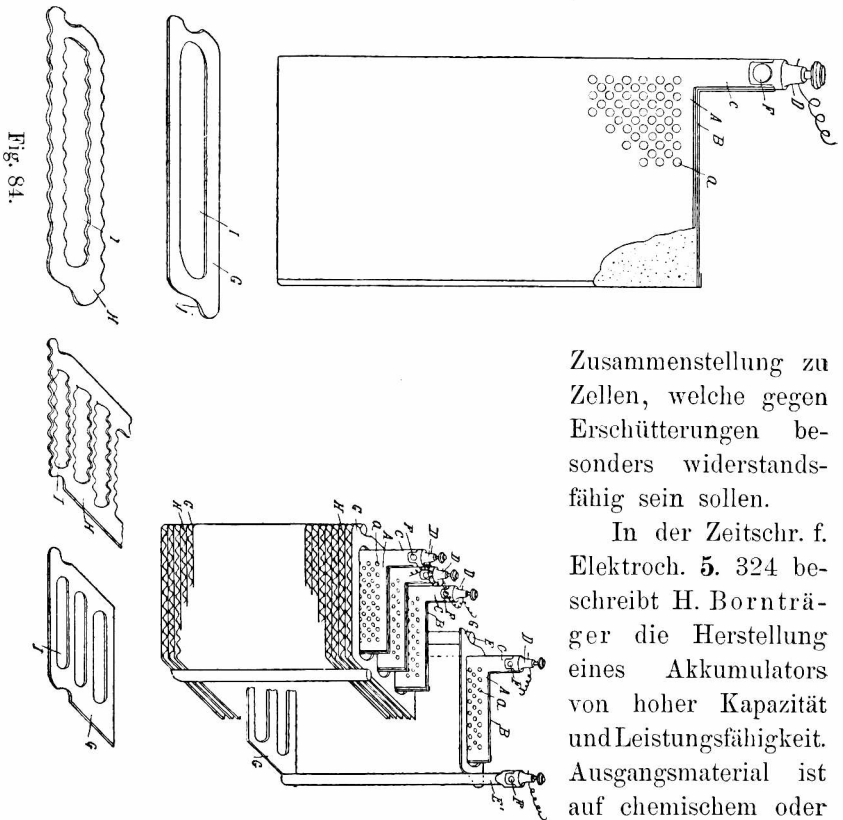 Fig. 84.
D
F
C
A
B
a
I
G
J
J
H
J
H
J
G
Zusammenstellung zu
Zellen, welche gegen
Erschütterungen be-
sonders widerstands-
fähig sein sollen.
In der Zeitschr. f.
Elektroch. 5. 324 be-
schreibt H. Bornträ-
ger die Herstellung
eines Akkumulators
von hoher Kapazität
und Leistungsfähigkeit.
Ausgangsmaterial ist
auf chemischem oder